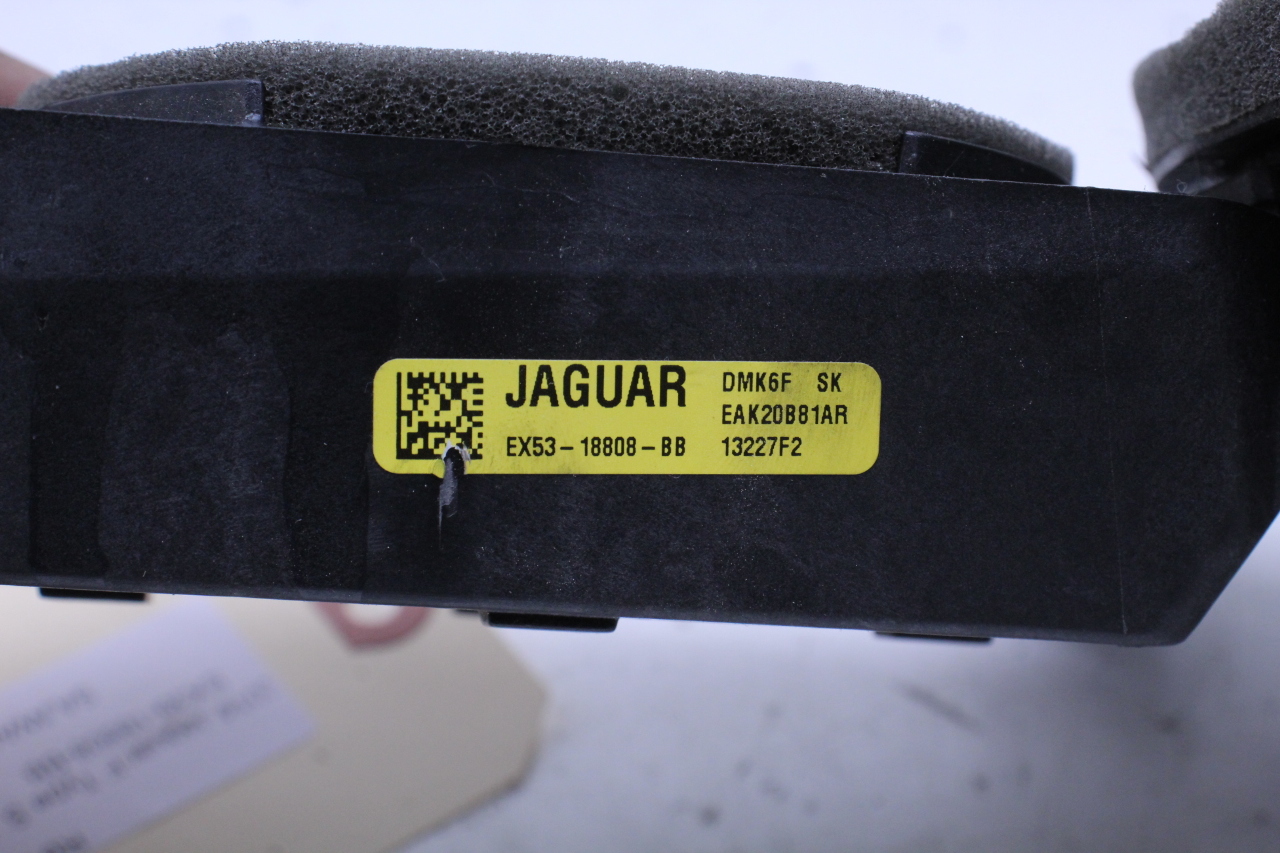 JAGUAR
EX53-18808-BB
DMK6F SK
EAK20B81AR
13227F2